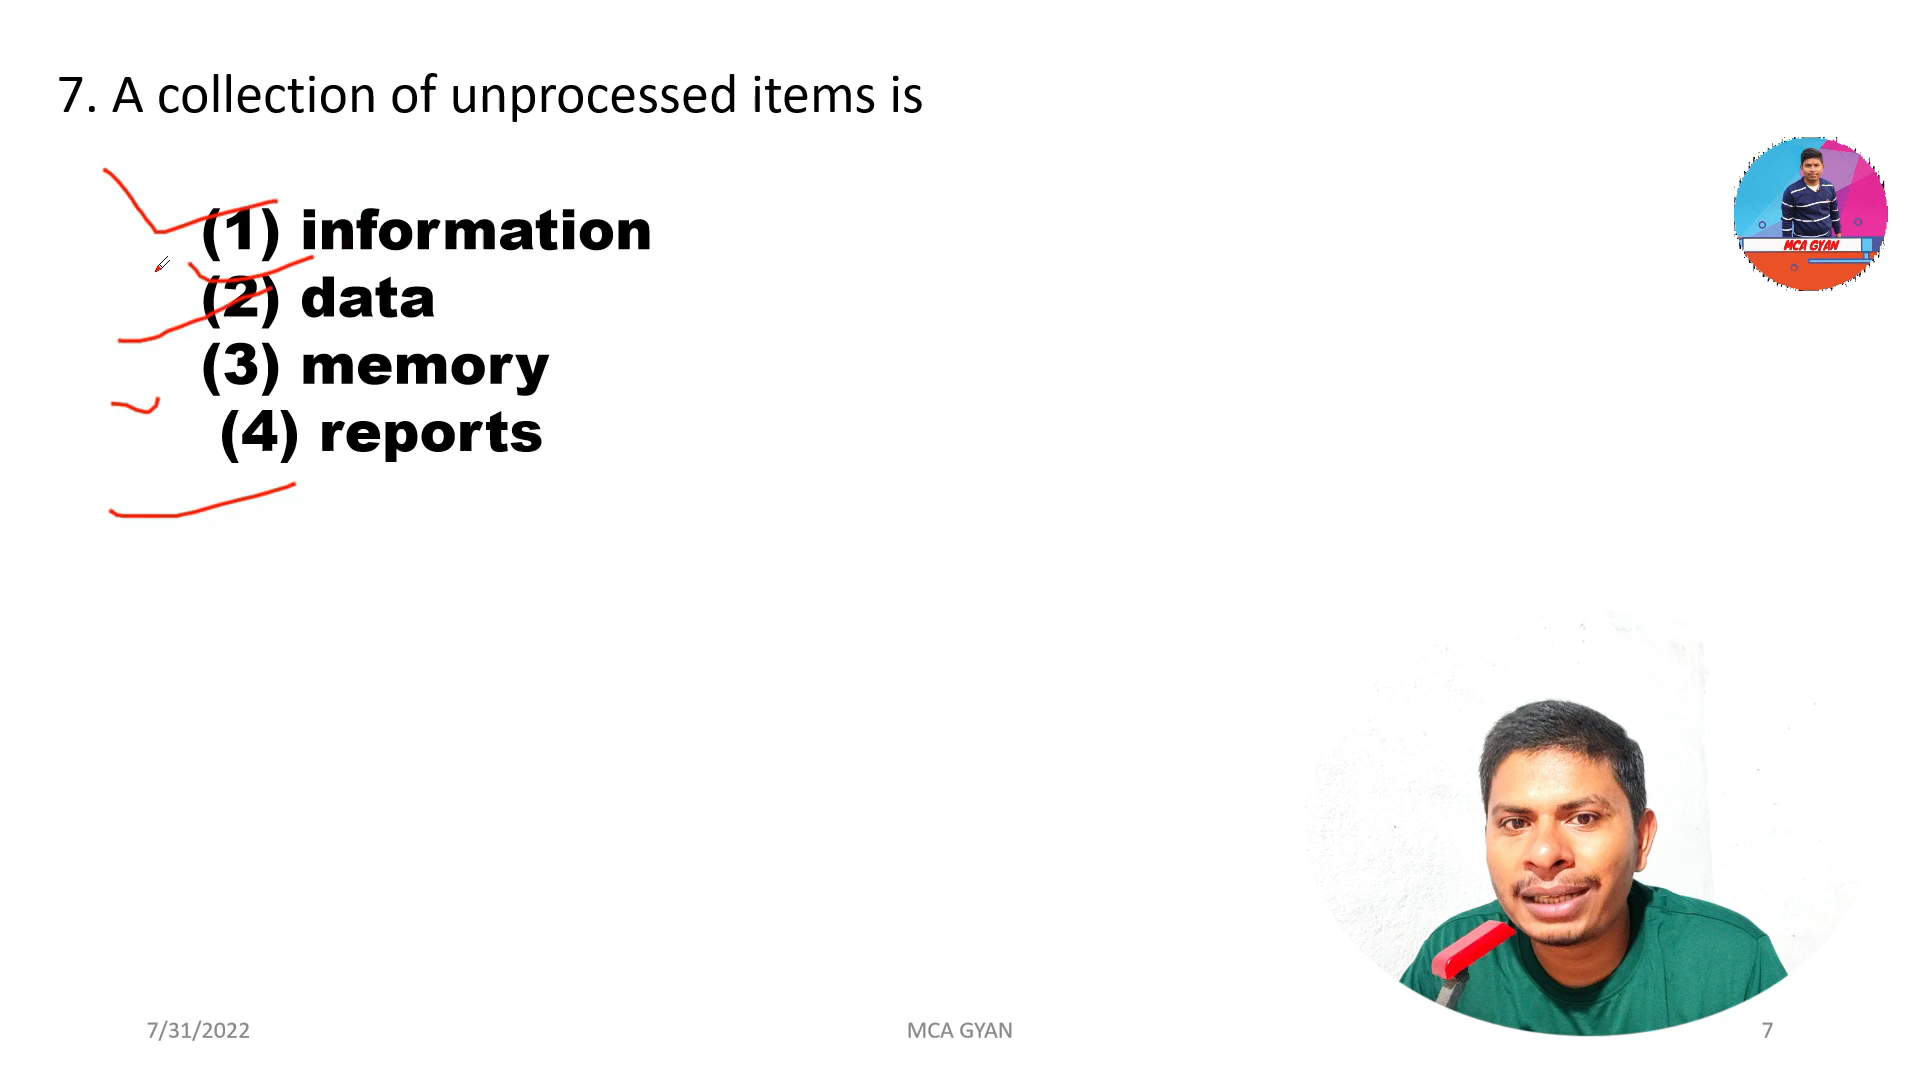 7. A collection of unprocessed items is
(1) information
(2) data
(3) memory
(4) reports
MCA GYAN
7/31/2022
MCA GYAN
7